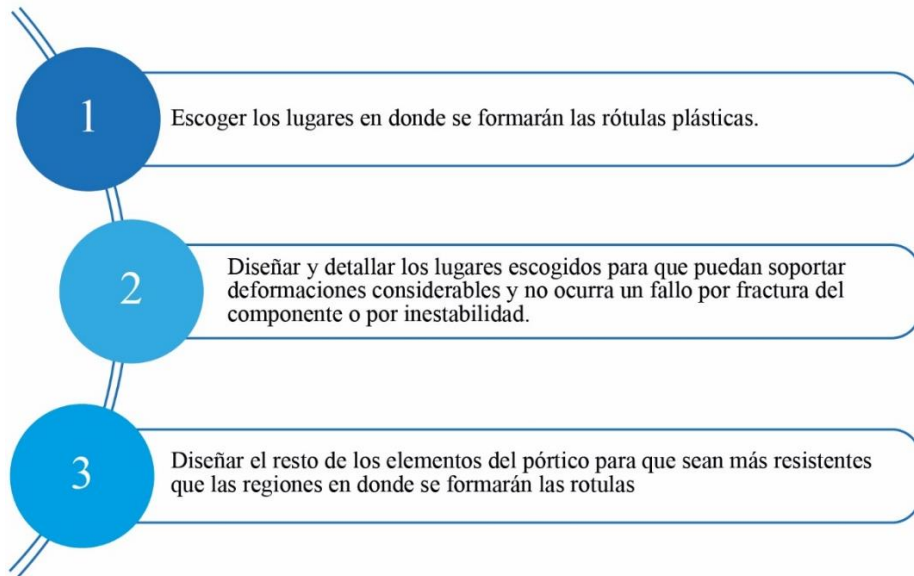 1
Escoger los lugares en donde se formarán las rótulas plásticas.
2
Diseñar y detallar los lugares escogidos para que puedan soportar
deformaciones considerables y no ocurra un fallo por fractura del
componente o por inestabilidad.
3
Diseñar el resto de los elementos del pórtico para que sean más resistentes
que las regiones en donde se formarán las rotulas